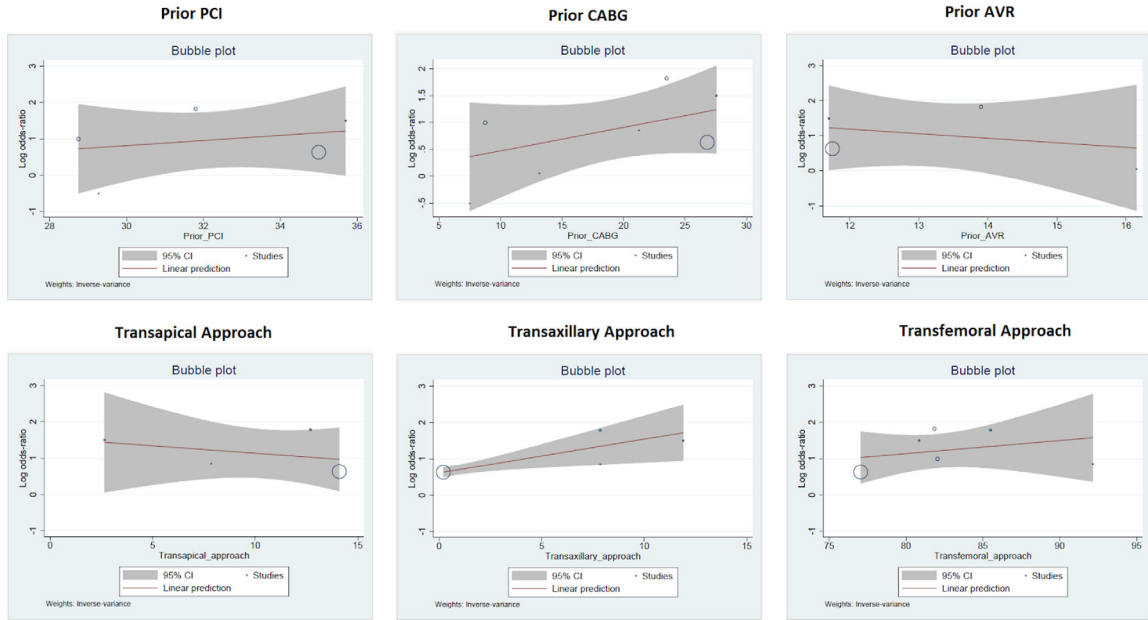 Prior PCI
Bubble plot
Log odds-ratio
3
2
1
0
-1
28 30 32 34 36
Prior_PCI
95% CI Studies
Linear prediction
Weights: Inverse-variance
Prior CABG
Bubble plot
Log odds-ratio
2
1.5
1
.5
0
-.5
5 10 15 20 25 30
Prior_CABG
95% CI Studies
Linear prediction
Weights: Inverse-variance
Prior AVR
Bubble plot
Log odds-ratio
3
2
1
0
-1
12 13 14 15 16
Prior_AVR
95% CI Studies
Linear prediction
Weights: Inverse-variance
Transapical Approach
Bubble plot
Log odds-ratio
3
2
1
0
-1
0 5 10 15
Transapical_approach
95% CI Studies
Linear prediction
Weights: Inverse-variance
Transaxillary Approach
Bubble plot
Log odds-ratio
3
2
1
0
-1
0 5 10 15
Transaxillary_approach
95% CI Studies
Linear prediction
Weights: Inverse-variance
Transfemoral Approach
Bubble plot
Log odds-ratio
3
2
1
0
-1
75 80 85 90 95
Transfemoral_approach
95% CI Studies
Linear prediction
Weights: Inverse-variance